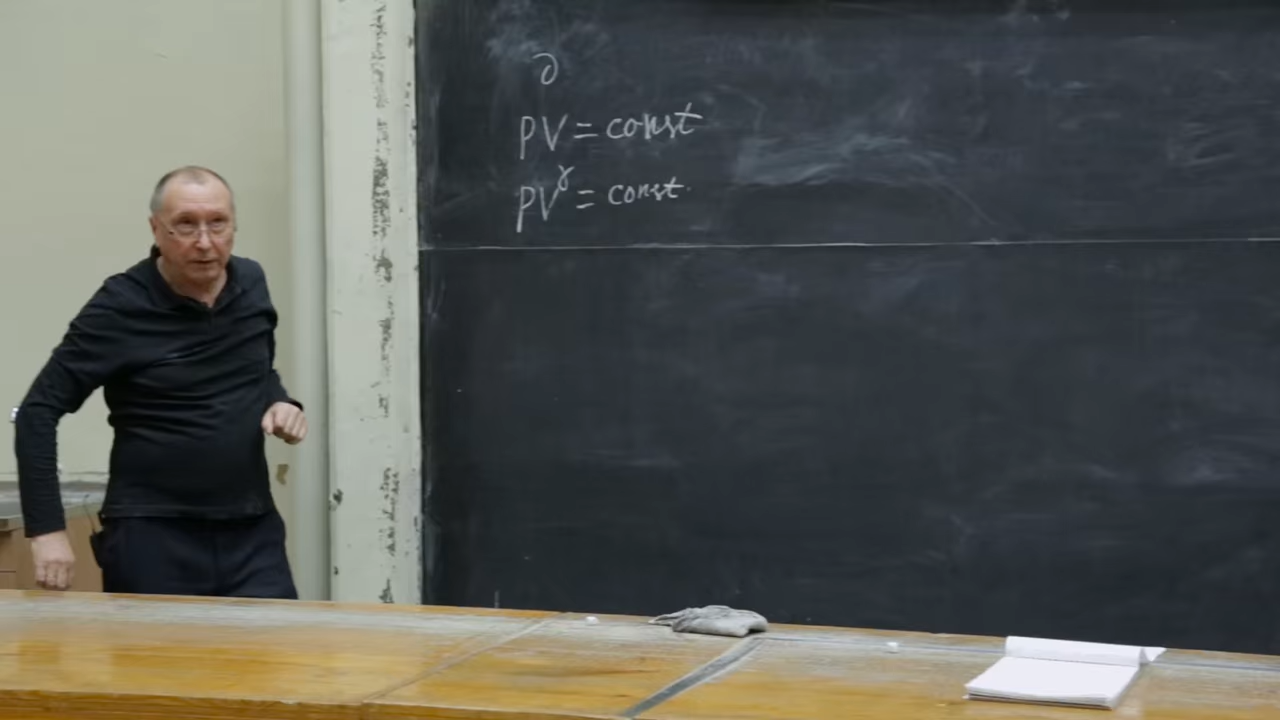 ∂
PV = const
PV^γ = const